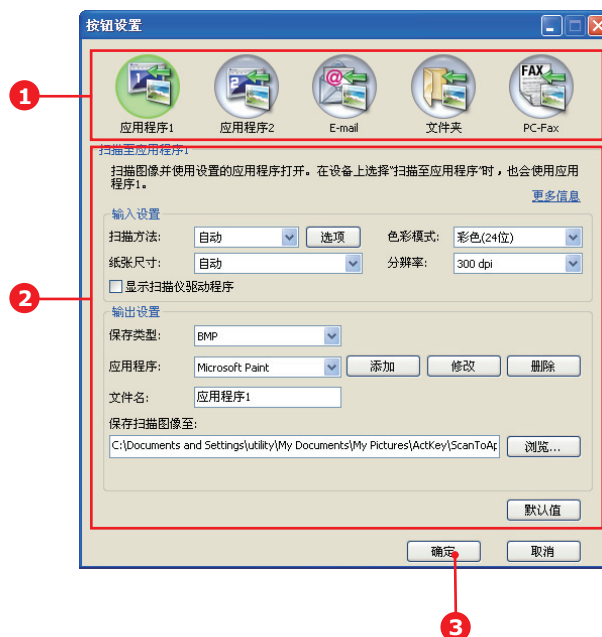 按钮设置
1
FAX
应用程序1 应用程序2 E-mail 文件夹 PC-Fax
扫描至应用程序1
扫描图像并使用设置的应用程序打开。在设备上选择"扫描至应用程序"时，也会使用应用
程序1。
更多信息
输入设置
扫描方法: 自动 选项 色彩模式: 彩色(24位)
纸张尺寸: 自动 分辨率: 300 dpi
2
显示扫描仪驱动程序
输出设置
保存类型: BMP
应用程序: Microsoft Paint 添加 修改 删除
文件名: 应用程序1
保存扫描图像至:
C:\Documents and Settings\utility\My Documents\My Pictures\ActKey\ScanToAp 浏览...
默认值
确定 取消
3